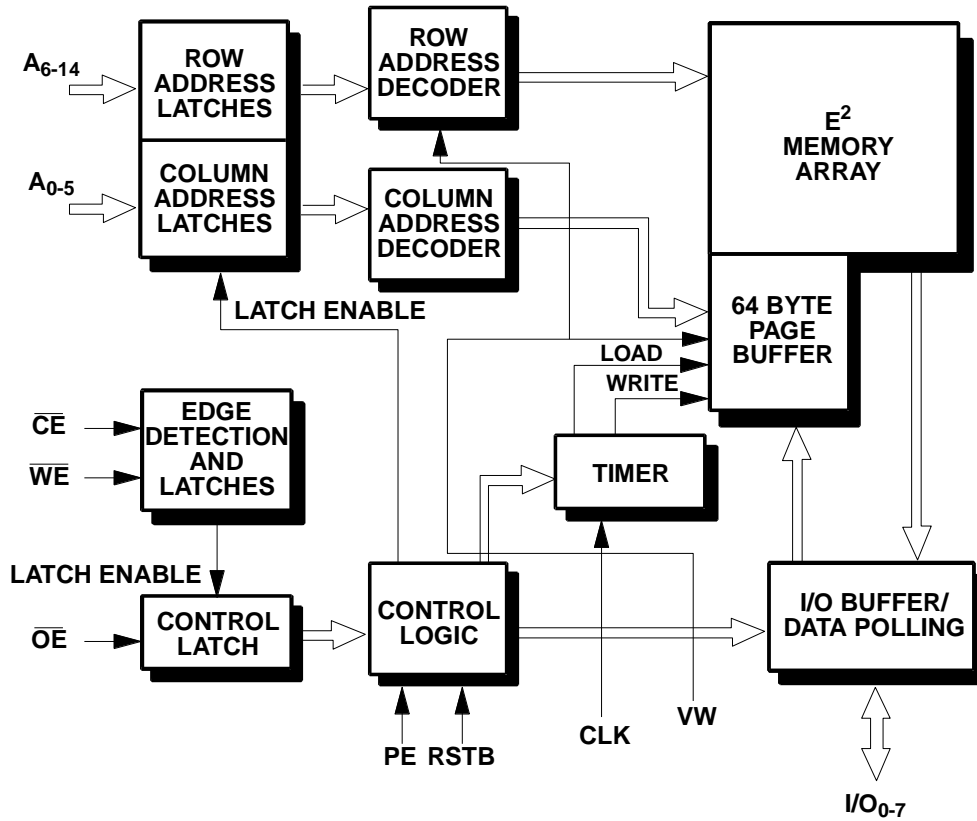 A6-14
ROW
ADDRESS
LATCHES
ROW
ADDRESS
DECODER
E2
MEMORY
ARRAY
A0-5
COLUMN
ADDRESS
LATCHES
COLUMN
ADDRESS
DECODER
LATCH ENABLE
64 BYTE
PAGE
BUFFER
LOAD
WRITE
CE
WE
EDGE
DETECTION
AND
LATCHES
TIMER
LATCH ENABLE
OE
CONTROL
LATCH
CONTROL
LOGIC
I/O BUFFER/
DATA POLLING
PE
RSTB
CLK
VW
I/O0-7